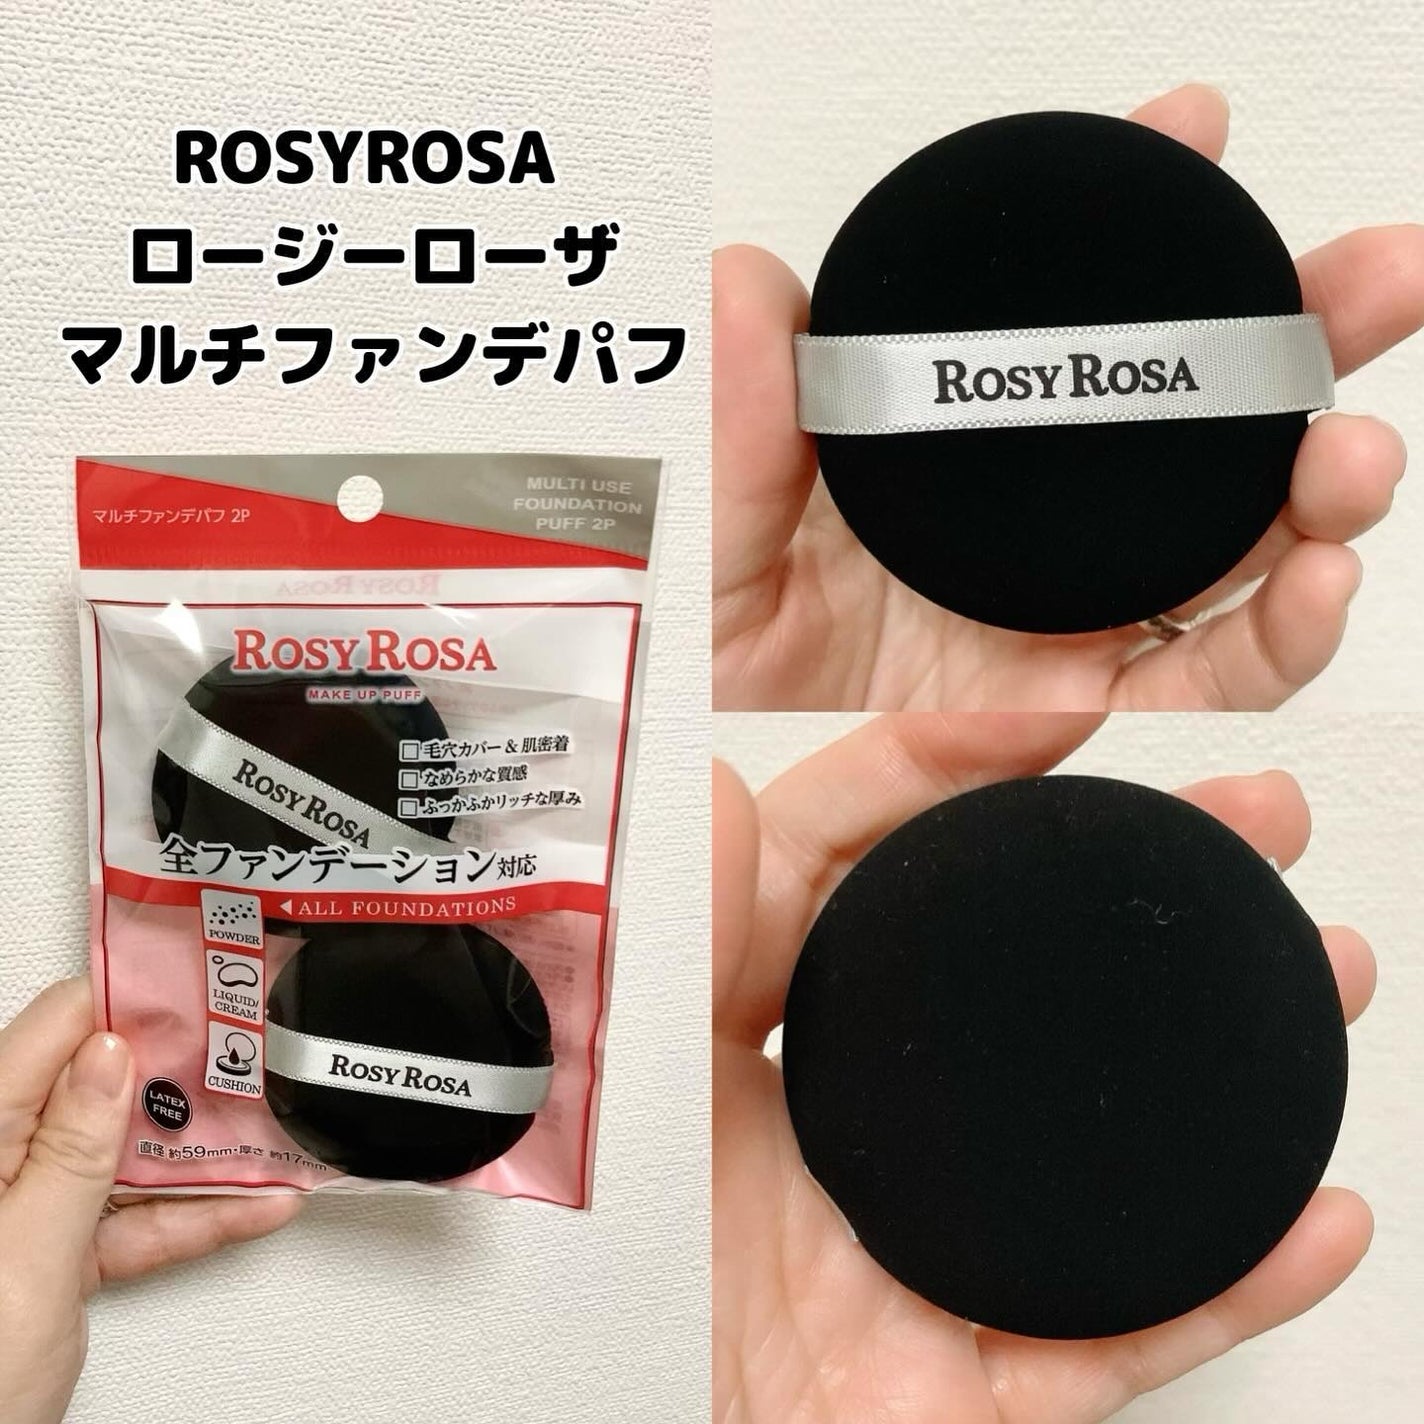 ROSYROSA
ロージーローザ
マルチファンデパフ
マルチファンデパフ 2P
MULTI USE
FOUNDATION
PUFF 2P
ROSY ROSA
MAKE UP PUFF
毛穴カバー & 肌密着
なめらかな質感
ふっかふかリッチな厚み
ROSY ROSA
全ファンデーション対応
◀ALL FOUNDATIONS
POWDER
LIQUID/
CREAM
CUSHION
ROSY ROSA
LATEX
FREE
直径 約59mm・厚さ 約17mm
ROSY ROSA